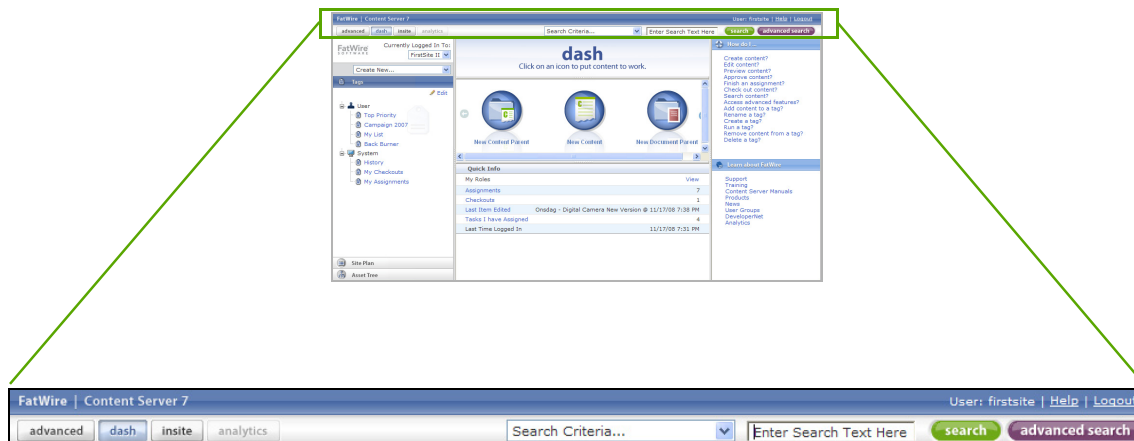 FatWire | Content Server 7
User: firstsite | Help | Logout
advanced dash insite analytics
Search Criteria...
Enter Search Text Here
search advanced search
FatWire
SOFTWARE
Currently Logged In To:
FirstSite II
Create New...
Tags
Edit
User
Top Priority
Campaign 2007
My List
Back Burner
System
History
My Checkouts
My Assignments
Site Plan
Asset Tree
dash
Click on an icon to put content to work.
New Content Parent
New Content
New Document Parent
Quick Info
My Roles View
Assignments 7
Checkouts 1
Last Item Edited Onsdag - Digital Camera New Version @ 11/17/08 7:38 PM
Tasks I have Assigned 4
Last Time Logged In 11/17/08 7:31 PM
How do I...
Create content?
Edit content?
Preview content?
Approve content?
Finish an assignment?
Check out content?
Search content?
Access advanced features?
Add content to a tag?
Rename a tag?
Create a tag?
Run a tag?
Remove content from a tag?
Delete a tag?
Learn about FatWire
Support
Training
Content Server Manuals
Products
News
User Groups
DeveloperNet
Analytics
FatWire | Content Server 7
User: firstsite | Help | Logout
advanced dash insite analytics
Search Criteria...
Enter Search Text Here
search advanced search